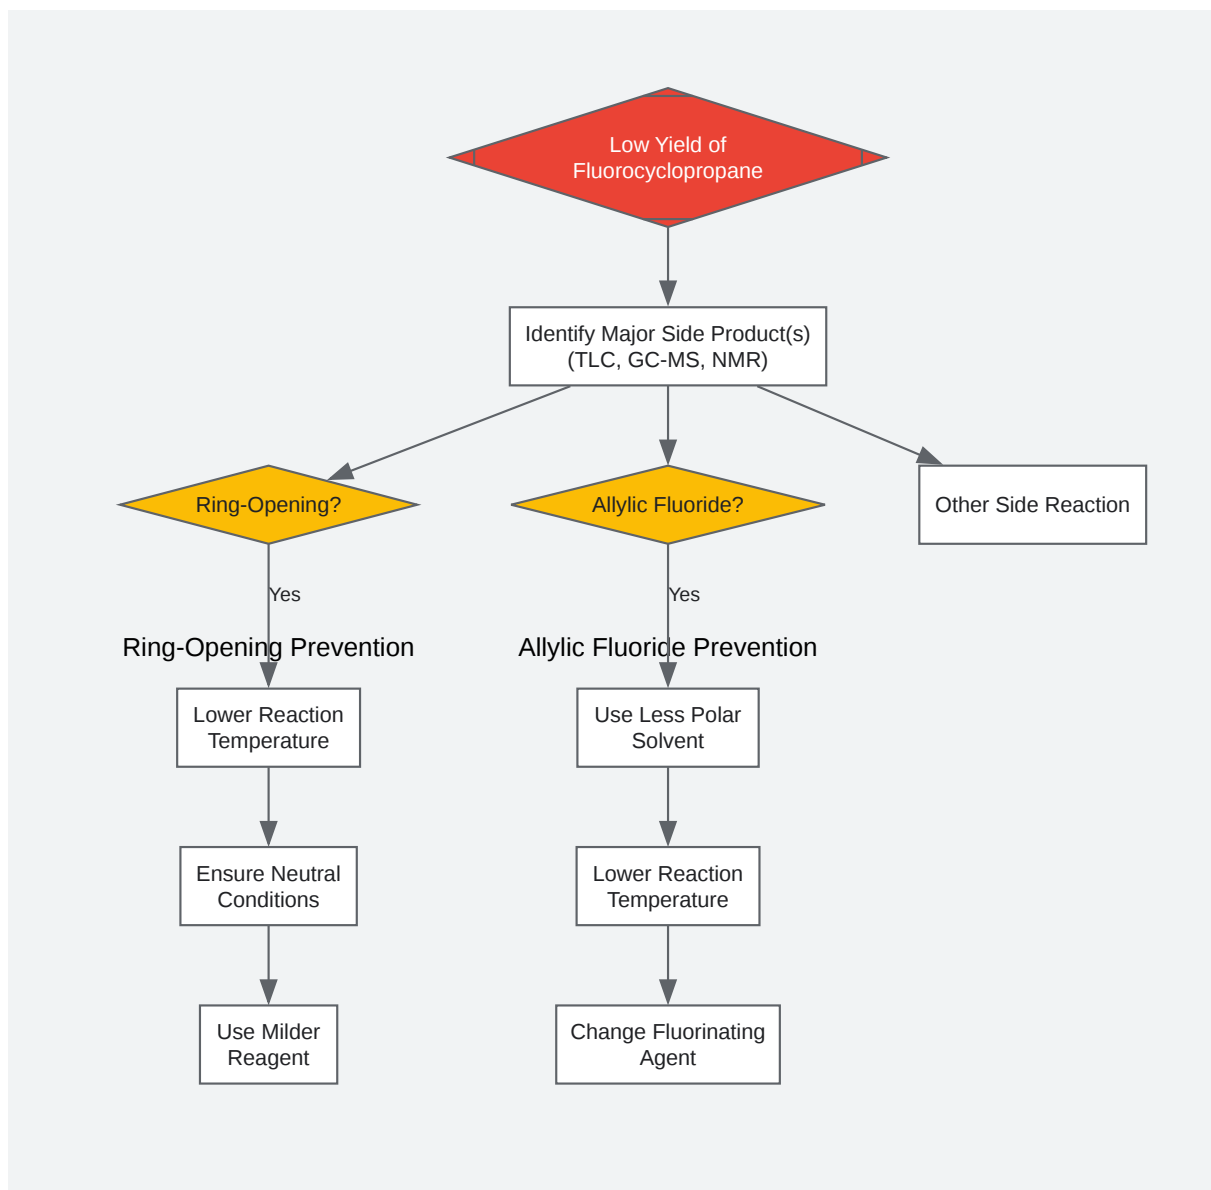 Low Yield of
Fluorocyclopropane
Identify Major Side Product(s)
(TLC, GC-MS, NMR)
Ring-Opening?
Allylic Fluoride?
Other Side Reaction
Yes
Yes
Ring-Opening Prevention
Allylic Fluoride Prevention
Lower Reaction
Temperature
Use Less Polar
Solvent
Ensure Neutral
Conditions
Lower Reaction
Temperature
Use Milder
Reagent
Change Fluorinating
Agent